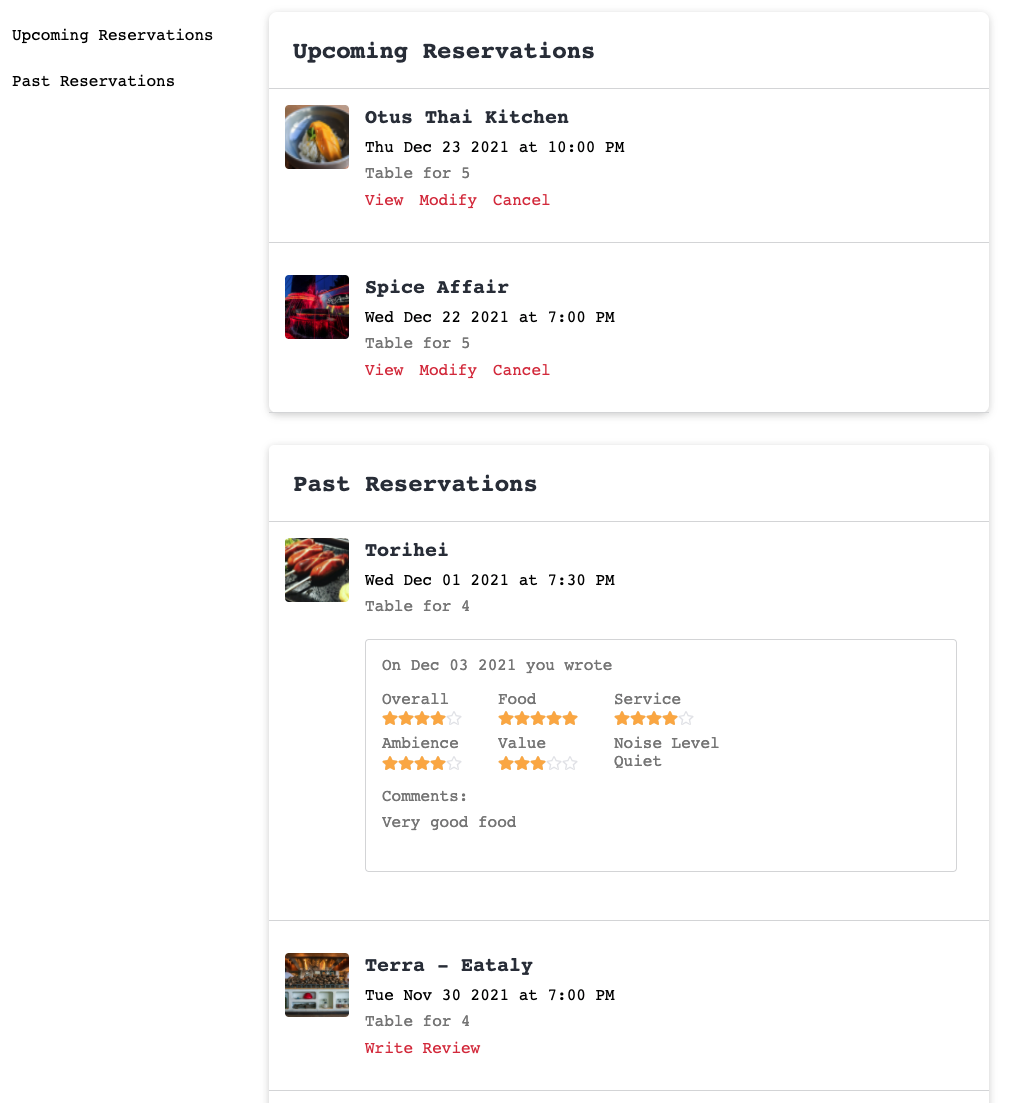 Upcoming Reservations
Past Reservations
Upcoming Reservations
Otus Thai Kitchen
Thu Dec 23 2021 at 10:00 PM
Table for 5
View Modify Cancel
Spice Affair
Wed Dec 22 2021 at 7:00 PM
Table for 5
View Modify Cancel
Past Reservations
Torihei
Wed Dec 01 2021 at 7:30 PM
Table for 4
On Dec 03 2021 you wrote
Overall Food Service
Ambience Value Noise Level
Quiet
Comments:
Very good food
Terra - Eataly
Tue Nov 30 2021 at 7:00 PM
Table for 4
Write Review